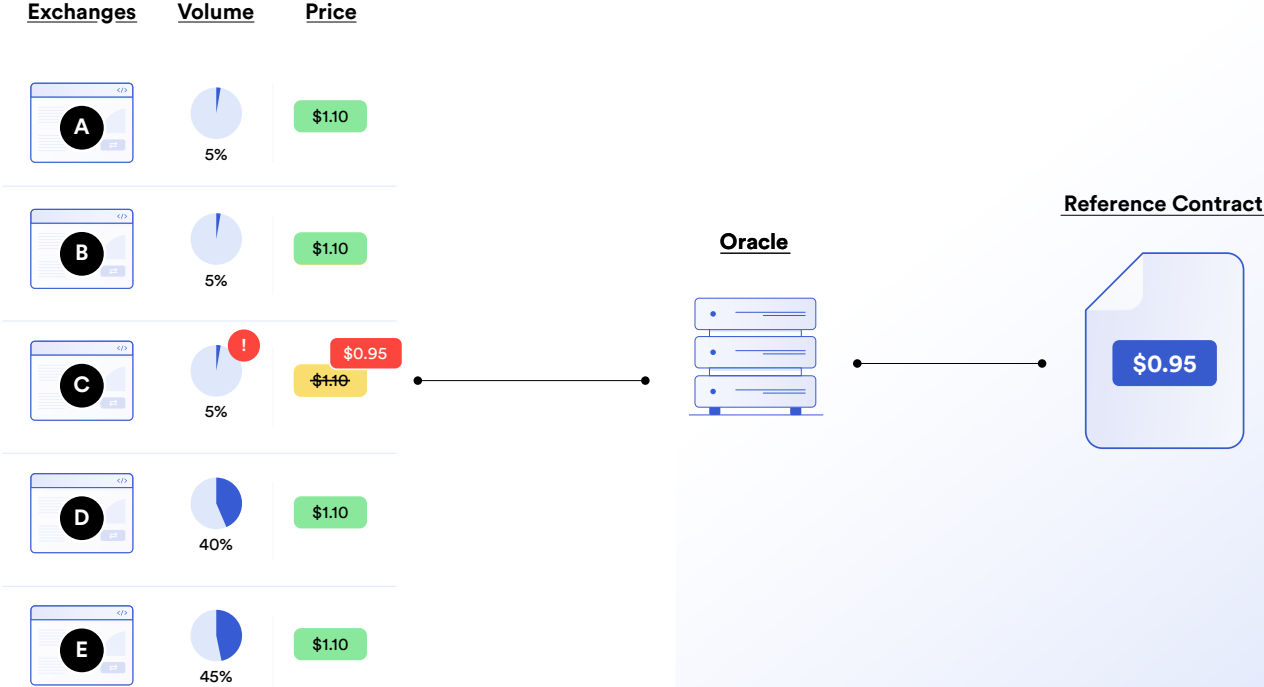 Exchanges Volume Price
</>
A
$1.10
5%
</>
B
$1.10
5%
</>
C
!
$0.95
$1.10
5%
</>
D
$1.10
40%
</>
E
$1.10
45%
Oracle
Reference Contract
$0.95